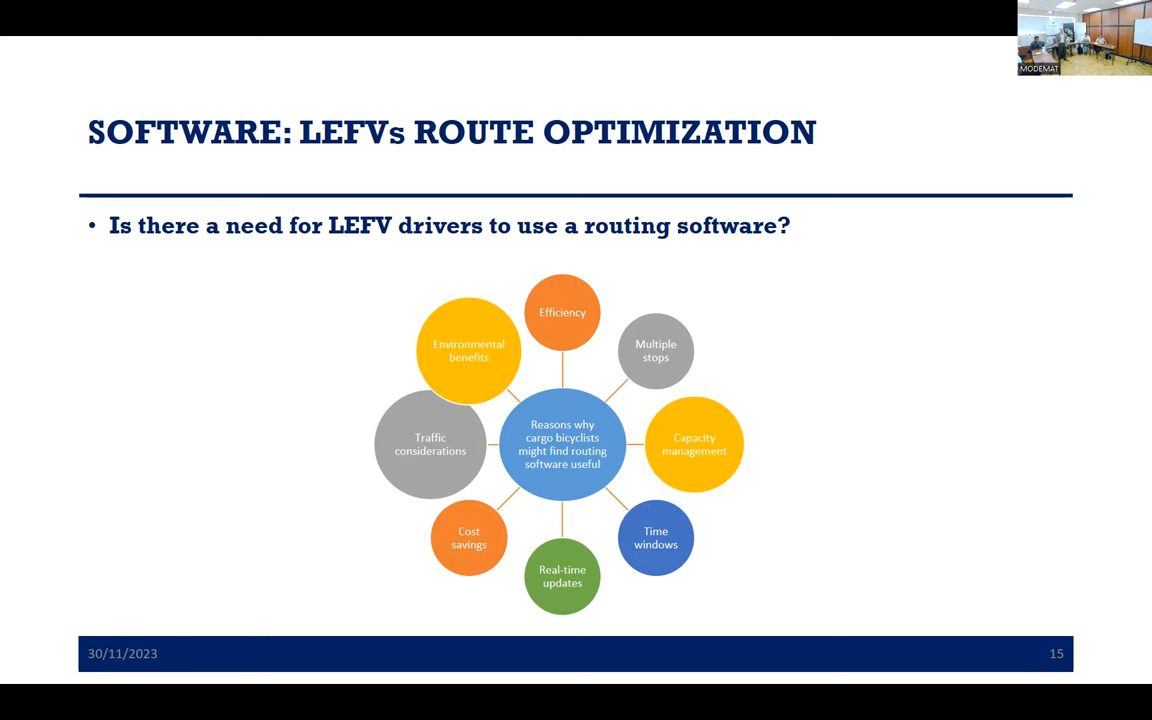 MODEMAT
SOFTWARE: LEFVs ROUTE OPTIMIZATION
• Is there a need for LEFV drivers to use a routing software?
Efficiency
Multiple
stops
Capacity
management
Time
windows
Real-time
updates
Cost
savings
Traffic
considerations
Environmental
benefits
Reasons why
cargo bicyclists
might find routing
software useful
30/11/2023
15